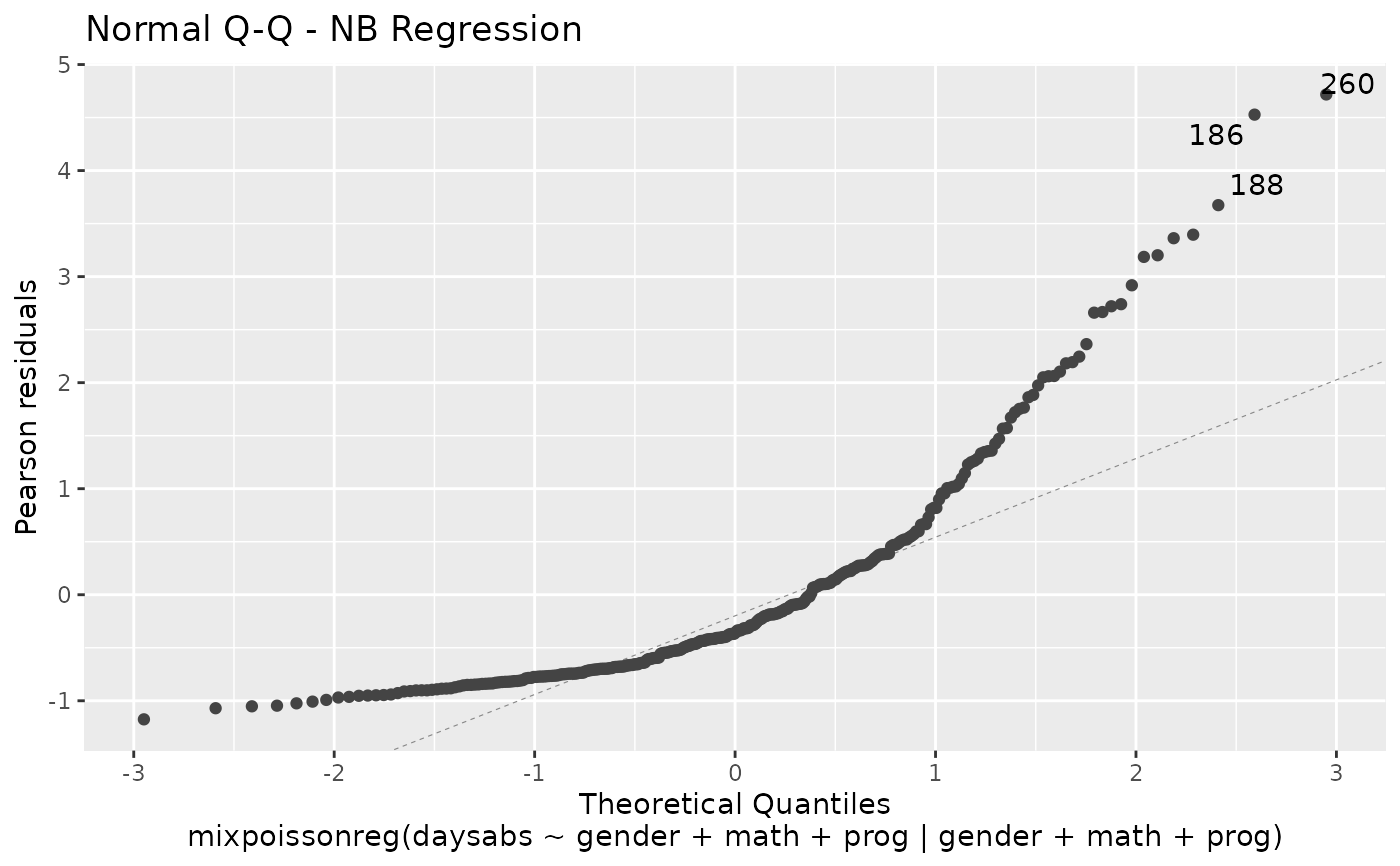 Normal Q-Q - NB Regression
5
260
186
4
188
3
2
1
0
-1
Pearson residuals
-3 -2 -1 0 1 2 3
Theoretical Quantiles
mixpoissonreg(daysabs ~ gender + math + prog | gender + math + prog)